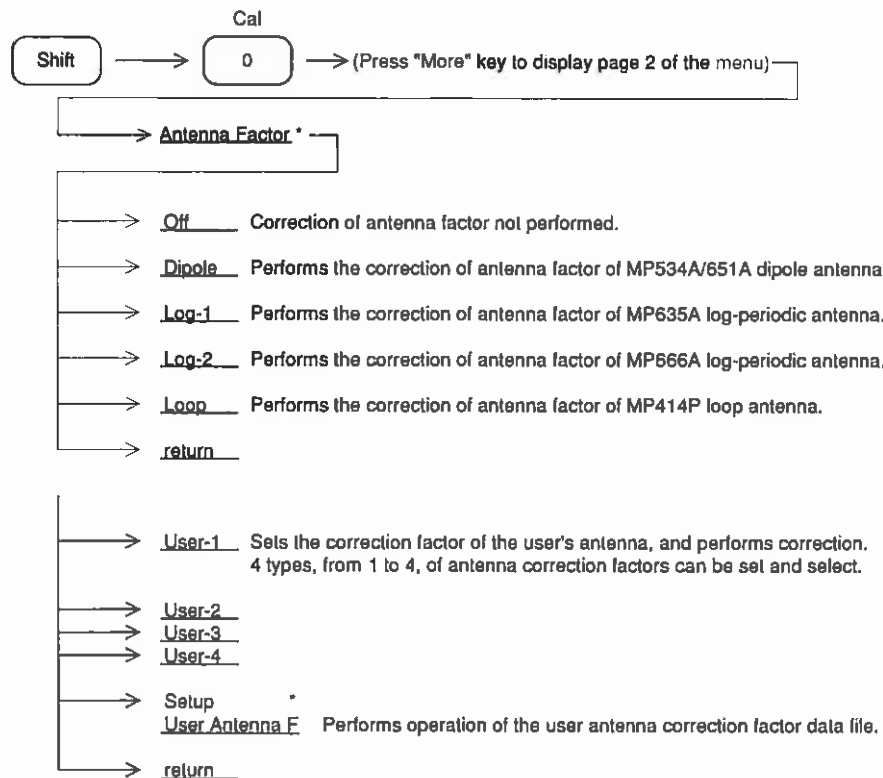 Cal
Shift 0 (Press "More" key to display page 2 of the menu)
Antenna Factor *
Off Correction of antenna factor not performed.
Dipole Performs the correction of antenna factor of MP534A/651A dipole antenna
Log-1 Performs the correction of antenna factor of MP635A log-periodic antenna.
Log-2 Performs the correction of antenna factor of MP666A log-periodic antenna.
Loop Performs the correction of antenna factor of MP414P loop antenna.
return
User-1 Sets the correction factor of the user's antenna, and performs correction.
4 types, from 1 to 4, of antenna correction factors can be set and select.
User-2
User-3
User-4
Setup *
User Antenna F Performs operation of the user antenna correction factor data file.
return